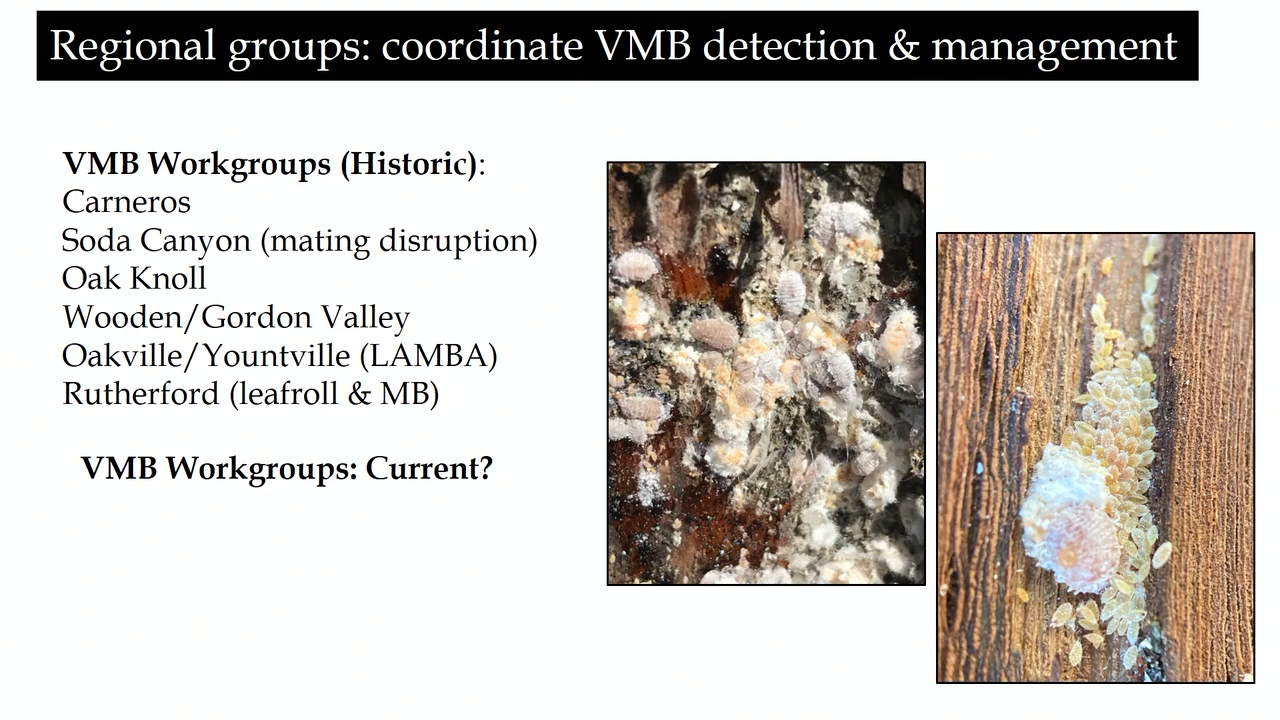 Regional groups: coordinate VMB detection & management
VMB Workgroups (Historic):
Carneros
Soda Canyon (mating disruption)
Oak Knoll
Wooden/Gordon Valley
Oakville/Yountville (LAMBA)
Rutherford (leafroll & MB)
VMB Workgroups: Current?